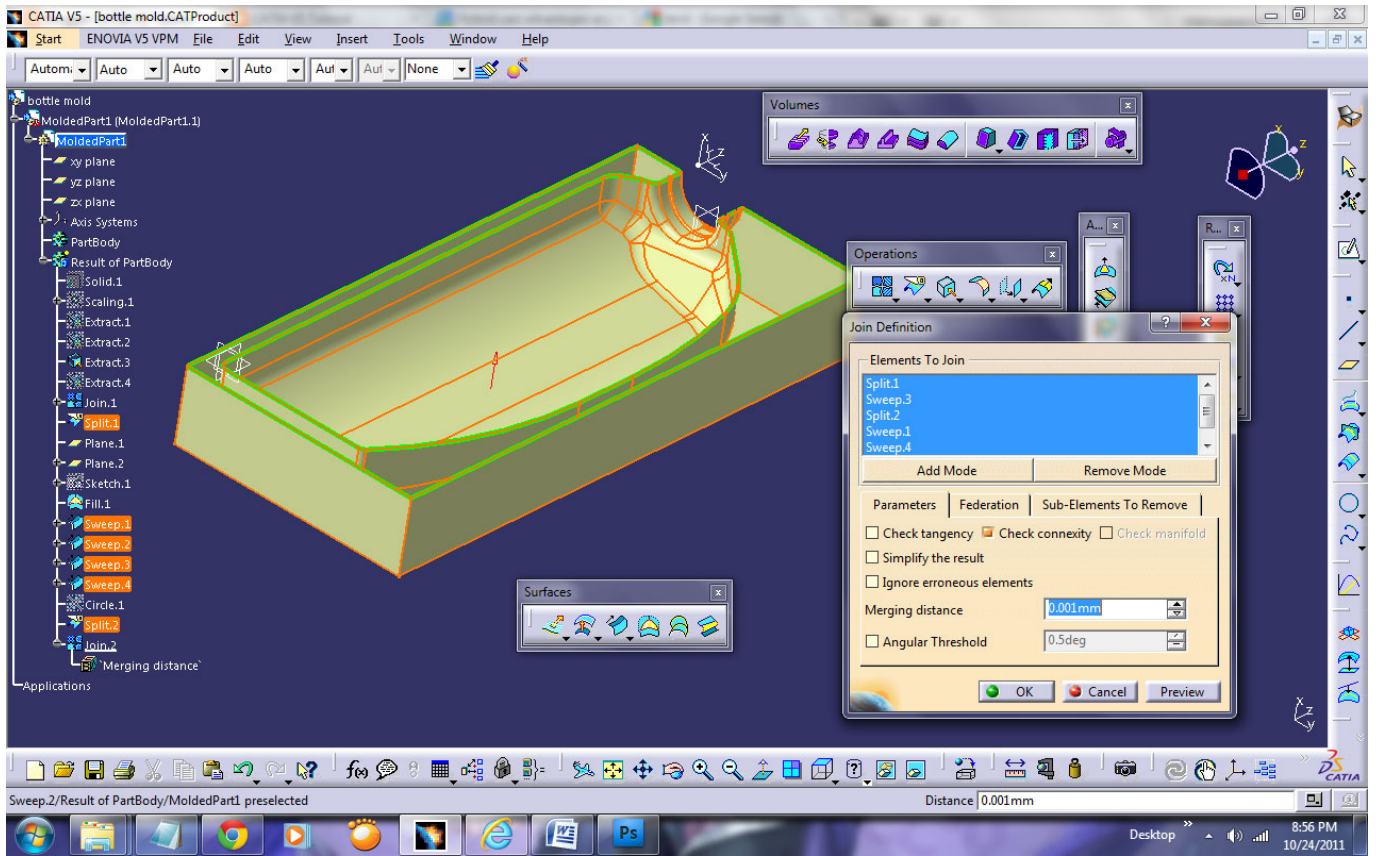 CATIA V5 - [bottle mold.CATProduct]
Start ENOVIA V5 VPM File Edit View Insert Tools Window Help
Auto Auto Auto Aut Aut None
bottle mold
MoldedPart1 (MoldedPart1.1)
MoldedPart1
xy plane
yz plane
zx plane
Axis Systems
PartBody
Result of PartBody
Solid.1
Scaling.1
Extract.1
Extract.2
Extract.3
Extract.4
Join.1
Split.1
Plane.1
Plane.2
Sketch.1
Fill.1
Sweep.1
Sweep.2
Sweep.3
Sweep.4
Circle.1
Split.2
Join.2
`Merging distance`
Applications
x
z
y
Volumes
x
z
y
A...
R...
Operations
Surfaces
Join Definition
Elements To Join
Split.1
Sweep.3
Split.2
Sweep.1
Sweep.4
Add Mode Remove Mode
Parameters Federation Sub-Elements To Remove
Check tangency Check connexity Check manifold
Simplify the result
Ignore erroneous elements
Merging distance 0.001mm
Angular Threshold 0.5deg
OK Cancel Preview
x
z
y
f(x)
CATIA
Sweep.2/Result of PartBody/MoldedPart1 preselected Distance 0.001mm
Ps
Desktop
8:56 PM
10/24/2011